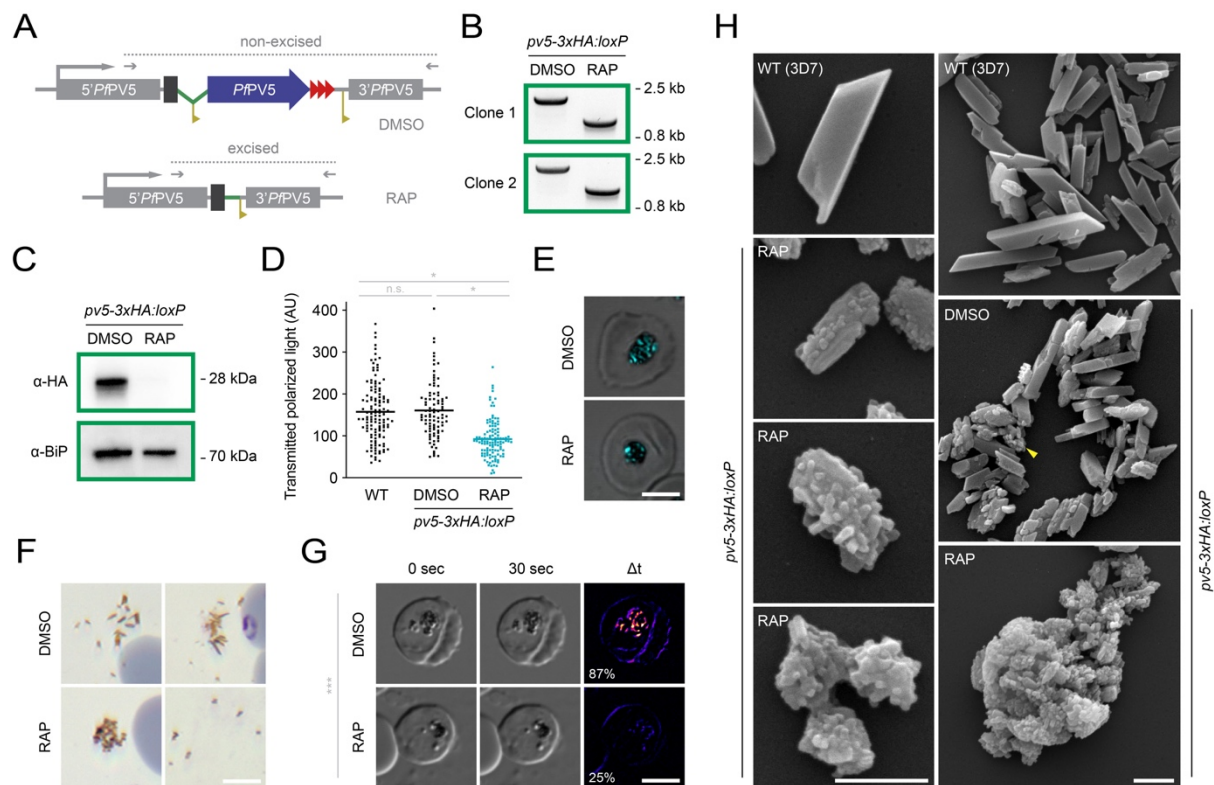 A
non-excised
5'PfPV5
PfPV5
3'PfPV5
DMSO
excised
5'PfPV5
3'PfPV5
RAP
B
pv5-3xHA:loxP
DMSO RAP
Clone 1
- 2.5 kb
- 0.8 kb
Clone 2
- 2.5 kb
- 0.8 kb
C
pv5-3xHA:loxP
DMSO RAP
α-HA
- 28 kDa
α-BiP
- 70 kDa
D
Transmitted polarized light (AU)
*
n.s.
*
400
300
200
100
0
WT
DMSO
RAP
pv5-3xHA:loxP
E
DMSO
RAP
F
DMSO
RAP
G
0 sec
30 sec
Δt
***
DMSO
87%
RAP
25%
H
WT (3D7)
WT (3D7)
RAP
DMSO
RAP
RAP
RAP
pv5-3xHA:loxP
pv5-3xHA:loxP